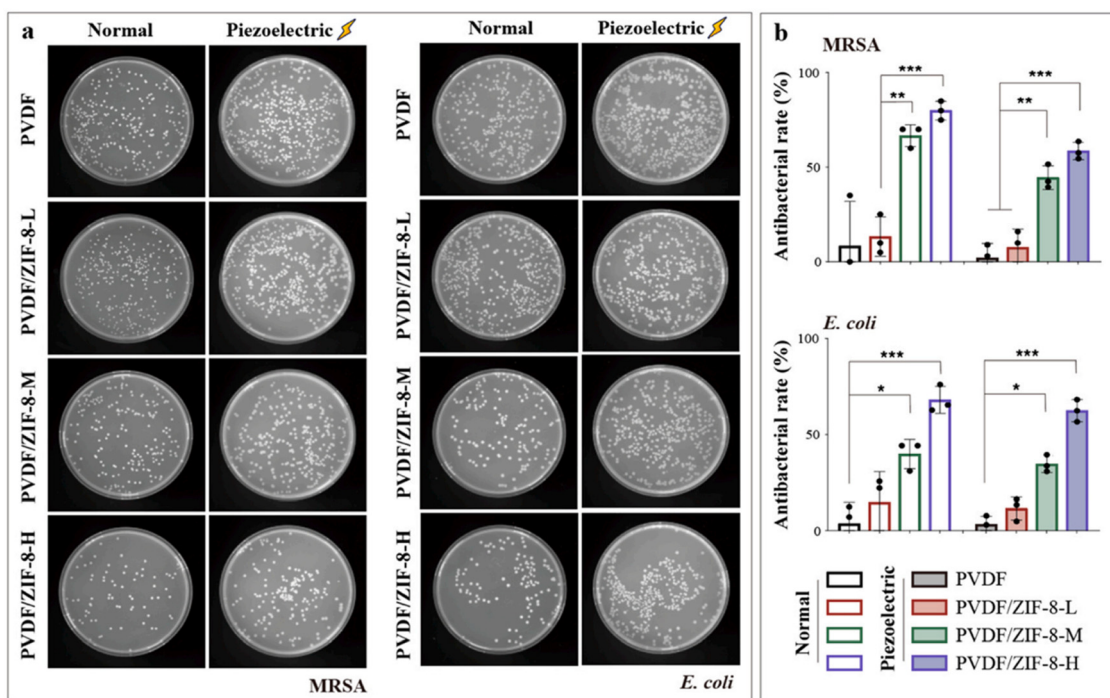 a
Normal
Piezoelectric
Normal
Piezoelectric
PVDF
PVDF/ZIF-8-L
PVDF/ZIF-8-M
PVDF/ZIF-8-H
MRSA
PVDF
PVDF/ZIF-8-L
PVDF/ZIF-8-M
PVDF/ZIF-8-H
E. coli
b
MRSA
Antibacterial rate (%)
100
50
0
**
***
**
***
E. coli
Antibacterial rate (%)
100
50
0
*
***
*
***
Normal
Piezoelectric
PVDF
PVDF/ZIF-8-L
PVDF/ZIF-8-M
PVDF/ZIF-8-H